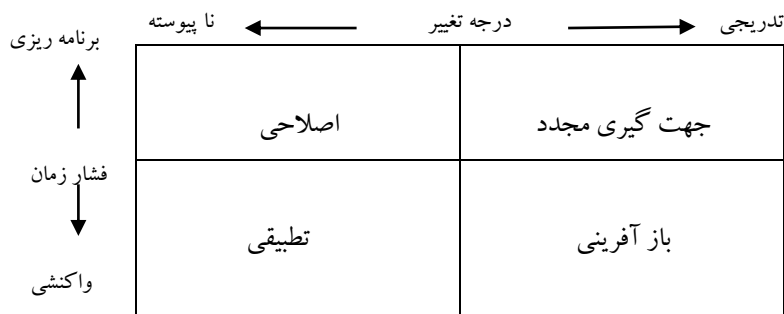 تدریجی درجه تغییر نا پیوسته
برنامه ریزی
جهت گیری مجدد اصلاحی
فشار زمان
باز آفرینی تطبیقی
واکنشی